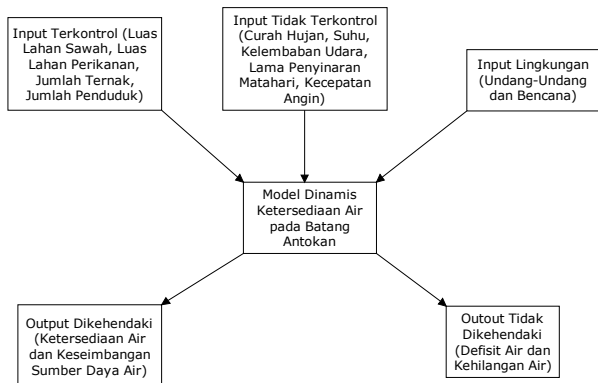 Input Terkontrol (Luas
Lahan Sawah, Luas
Lahan Perikanan,
Jumlah Ternak,
Jumlah Penduduk)
Input Tidak Terkontrol
(Curah Hujan, Suhu,
Kelembaban Udara,
Lama Penyinaran
Matahari, Kecepatan
Angin)
Input Lingkungan
(Undang-Undang
dan Bencana)
Model Dinamis
Ketersediaan Air
pada Batang
Antokan
Output Dikehendaki
(Ketersediaan Air
dan Keseimbangan
Sumber Daya Air)
Outout Tidak
Dikehendaki
(Defisit Air dan
Kehilangan Air)